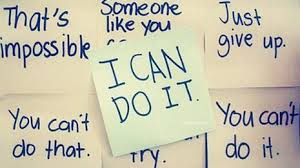 That's
impossible
Someone
like you
Just
give up.
I CAN
DO IT.
You can't
do that.
try.
You can't
do it.